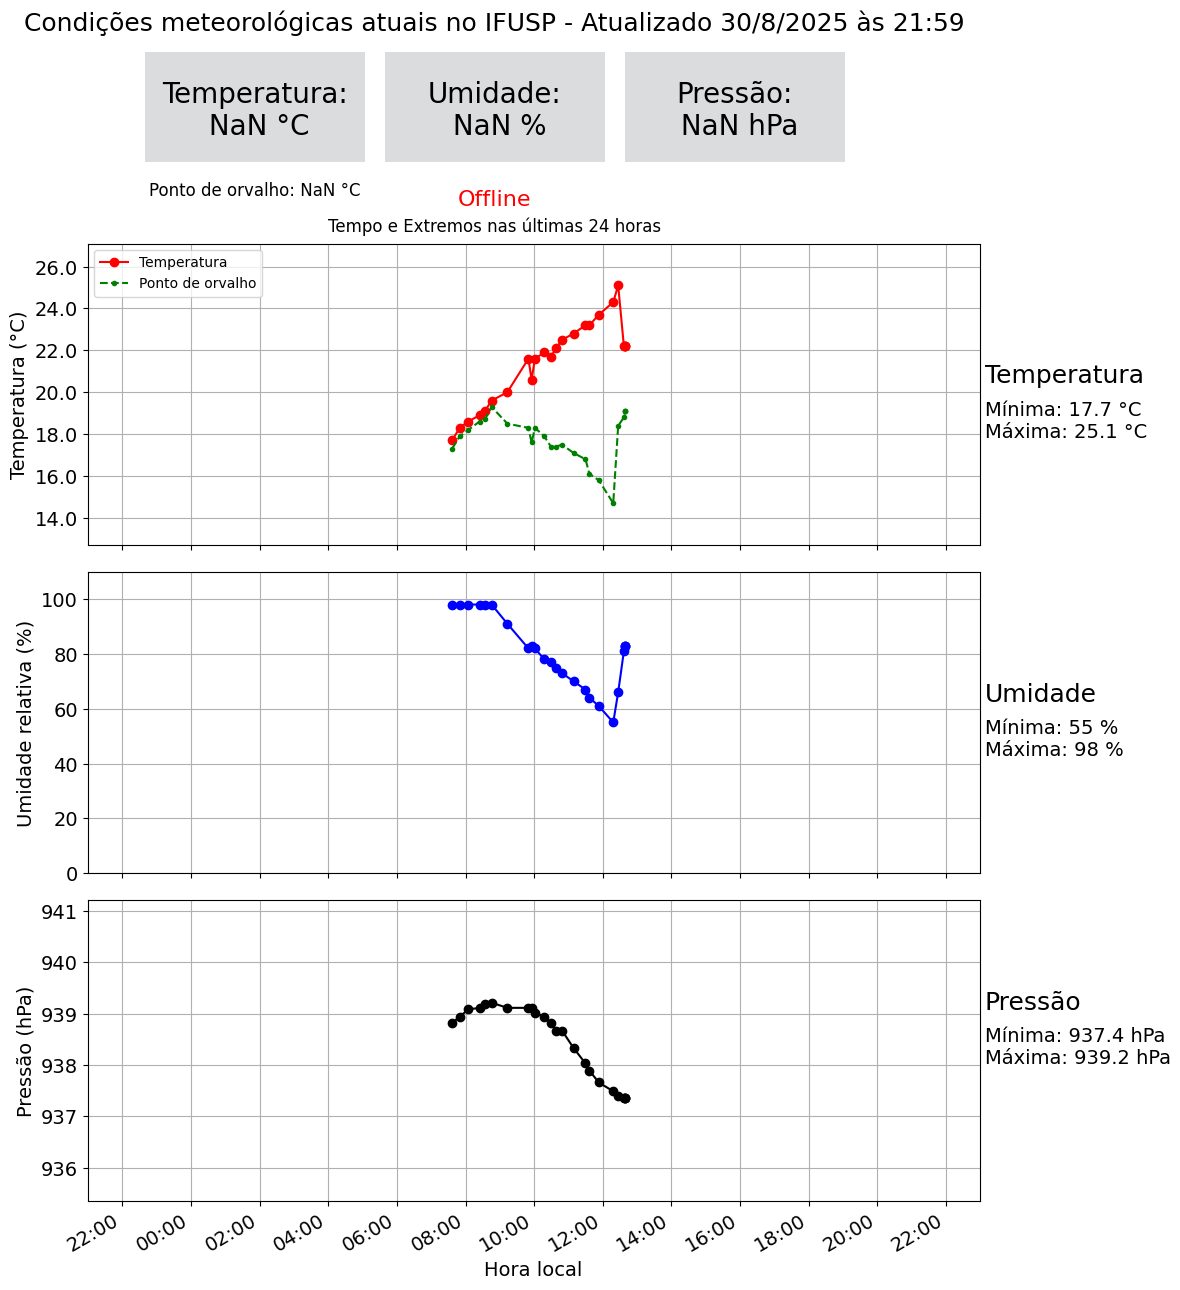 Condições meteorológicas atuais no IFUSP - Atualizado 30/8/2025 às 21:59
Temperatura:
NaN °C
Umidade:
NaN %
Pressão:
NaN hPa
Ponto de orvalho: NaN °C
Offline
Tempo e Extremos nas últimas 24 horas
Temperatura
Ponto de orvalho
Temperatura (°C)
26.0
24.0
22.0
20.0
18.0
16.0
14.0
Temperatura
Mínima: 17.7 °C
Máxima: 25.1 °C
Umidade relativa (%)
100
80
60
40
20
0
Umidade
Mínima: 55 %
Máxima: 98 %
Pressão (hPa)
941
940
939
938
937
936
Pressão
Mínima: 937.4 hPa
Máxima: 939.2 hPa
22:00 00:00 02:00 04:00 06:00 08:00 10:00 12:00 14:00 16:00 18:00 20:00 22:00
Hora local